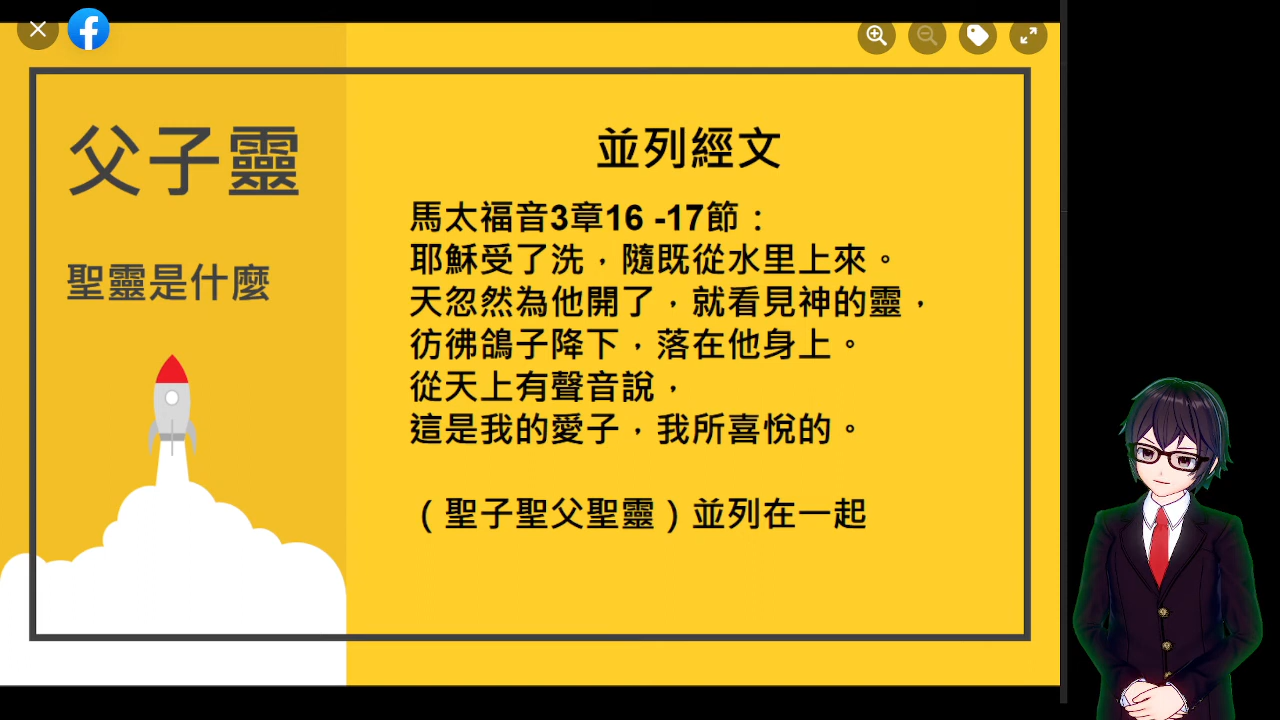 父子靈
聖靈是什麼
並列經文
馬太福音3章16 -17節：
耶穌受了洗，隨既從水里上來。
天忽然為他開了，就看見神的靈，
彷彿鴿子降下，落在他身上。
從天上有聲音說，
這是我的愛子，我所喜悅的。
（聖子聖父聖靈）並列在一起